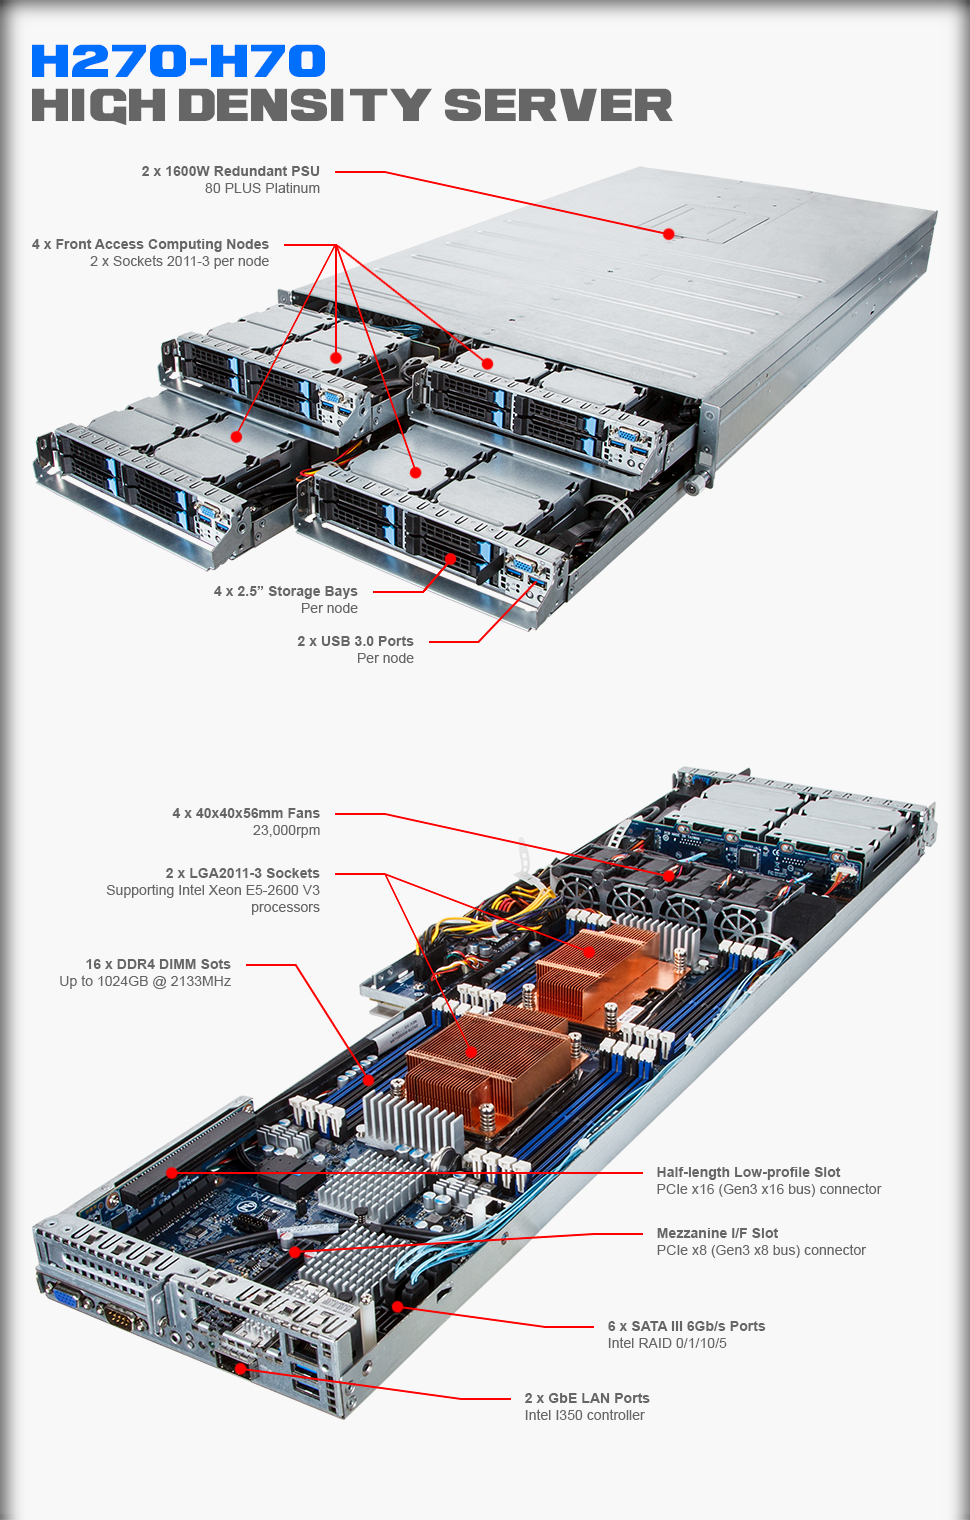 H270-H70
HIGH DENSITY SERVER
2 x 1600W Redundant PSU
80 PLUS Platinum
4 x Front Access Computing Nodes
2 x Sockets 2011-3 per node
4 x 2.5” Storage Bays
Per node
2 x USB 3.0 Ports
Per node
4 x 40x40x56mm Fans
23,000rpm
2 x LGA2011-3 Sockets
Supporting Intel Xeon E5-2600 V3
processors
16 x DDR4 DIMM Sots
Up to 1024GB @ 2133MHz
Half-length Low-profile Slot
PCIe x16 (Gen3 x16 bus) connector
Mezzanine I/F Slot
PCIe x8 (Gen3 x8 bus) connector
6 x SATA III 6Gb/s Ports
Intel RAID 0/1/10/5
2 x GbE LAN Ports
Intel I350 controller